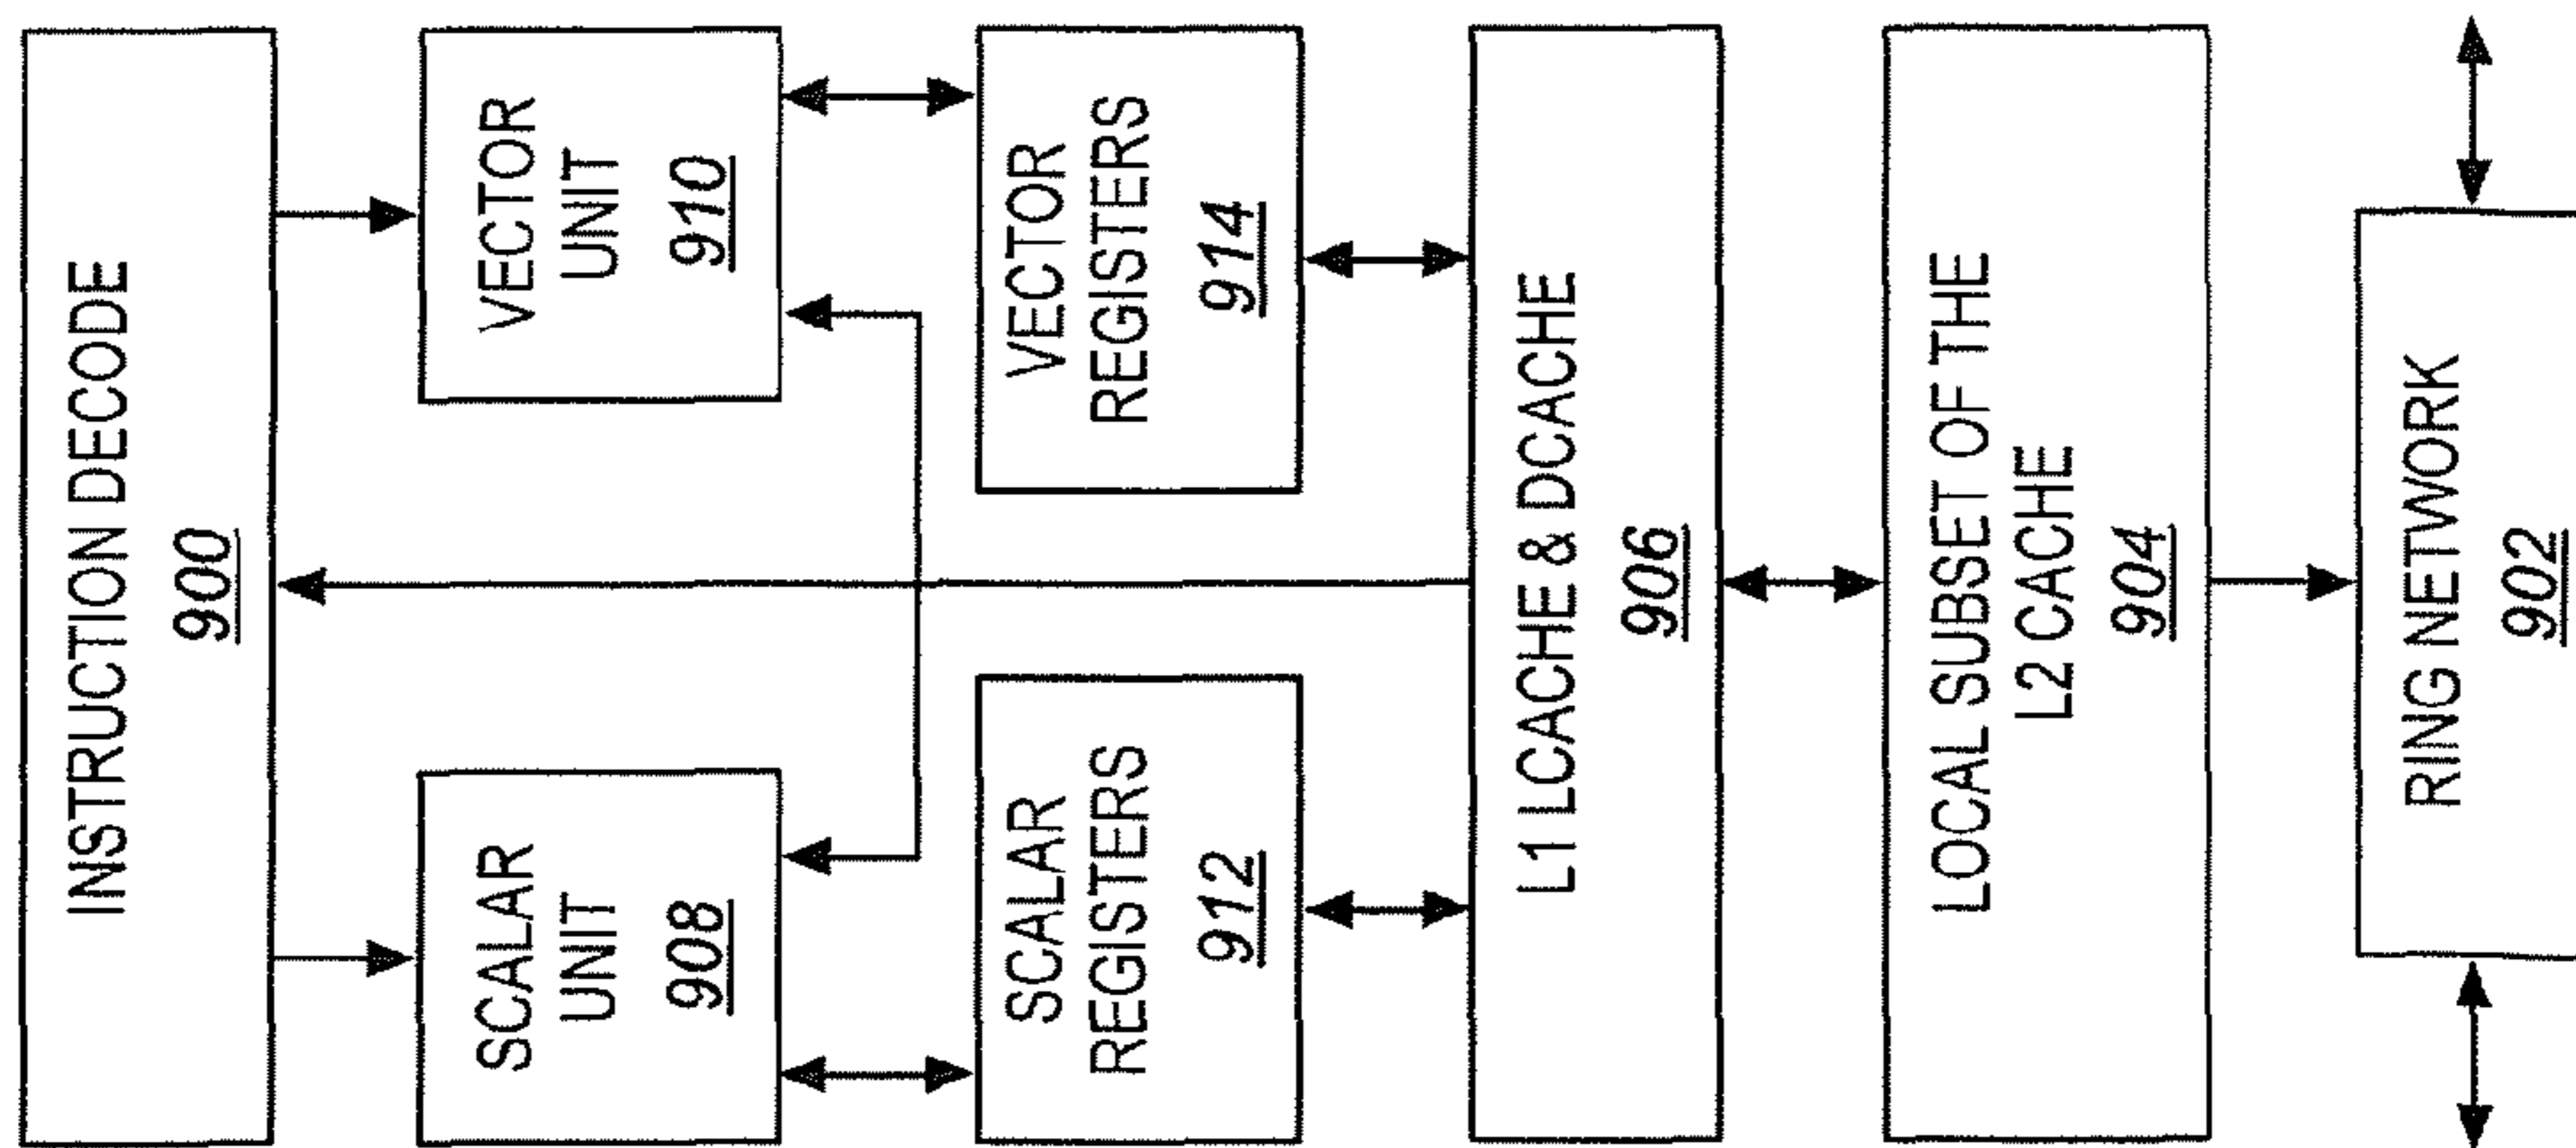 INSTRUCTION DECODE
900
SCALAR
UNIT
908
VECTOR
UNIT
910
SCALAR
REGISTERS
912
VECTOR
REGISTERS
914
L1 LCACHE & DCACHE
906
LOCAL SUBSET OF THE
L2 CACHE
904
RING NETWORK
902